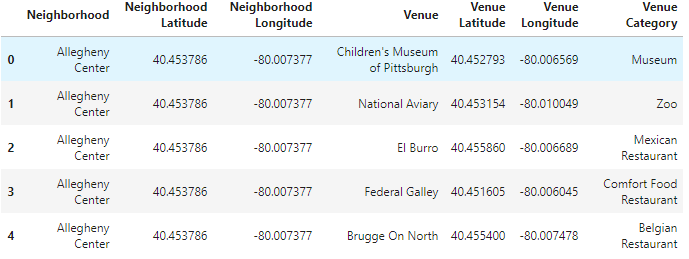 Neighborhood Neighborhood Latitude Neighborhood Longitude Venue Venue Latitude Venue Longitude Venue Category
0 Allegheny Center 40.453786 -80.007377 Children's Museum of Pittsburgh 40.452793 -80.006569 Museum
1 Allegheny Center 40.453786 -80.007377 National Aviary 40.453154 -80.010049 Zoo
2 Allegheny Center 40.453786 -80.007377 El Burro 40.455860 -80.006689 Mexican Restaurant
3 Allegheny Center 40.453786 -80.007377 Federal Galley 40.451605 -80.006045 Comfort Food Restaurant
4 Allegheny Center 40.453786 -80.007377 Brugge On North 40.455400 -80.007478 Belgian Restaurant